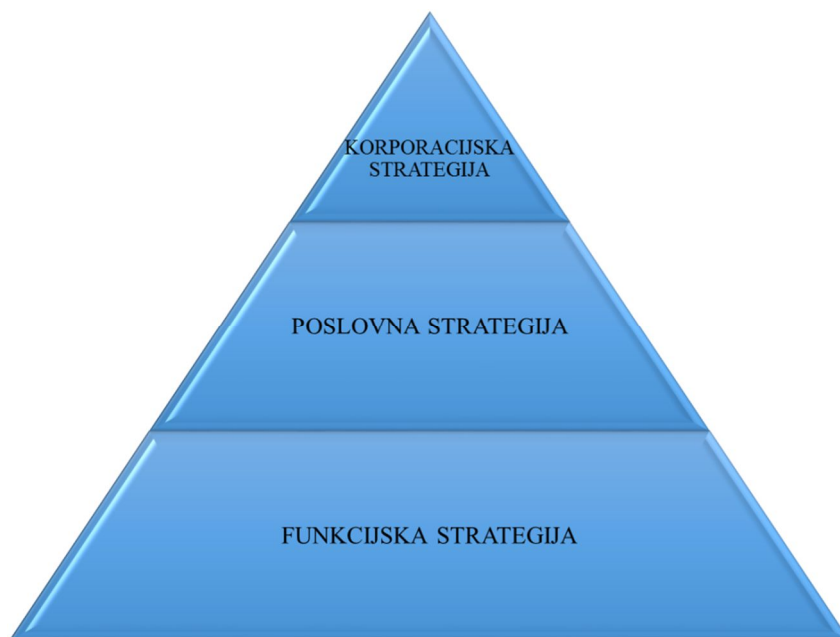 KORPORACIJSKA
STRATEGIJA
POSLOVNA STRATEGIJA
FUNKCIJSKA STRATEGIJA